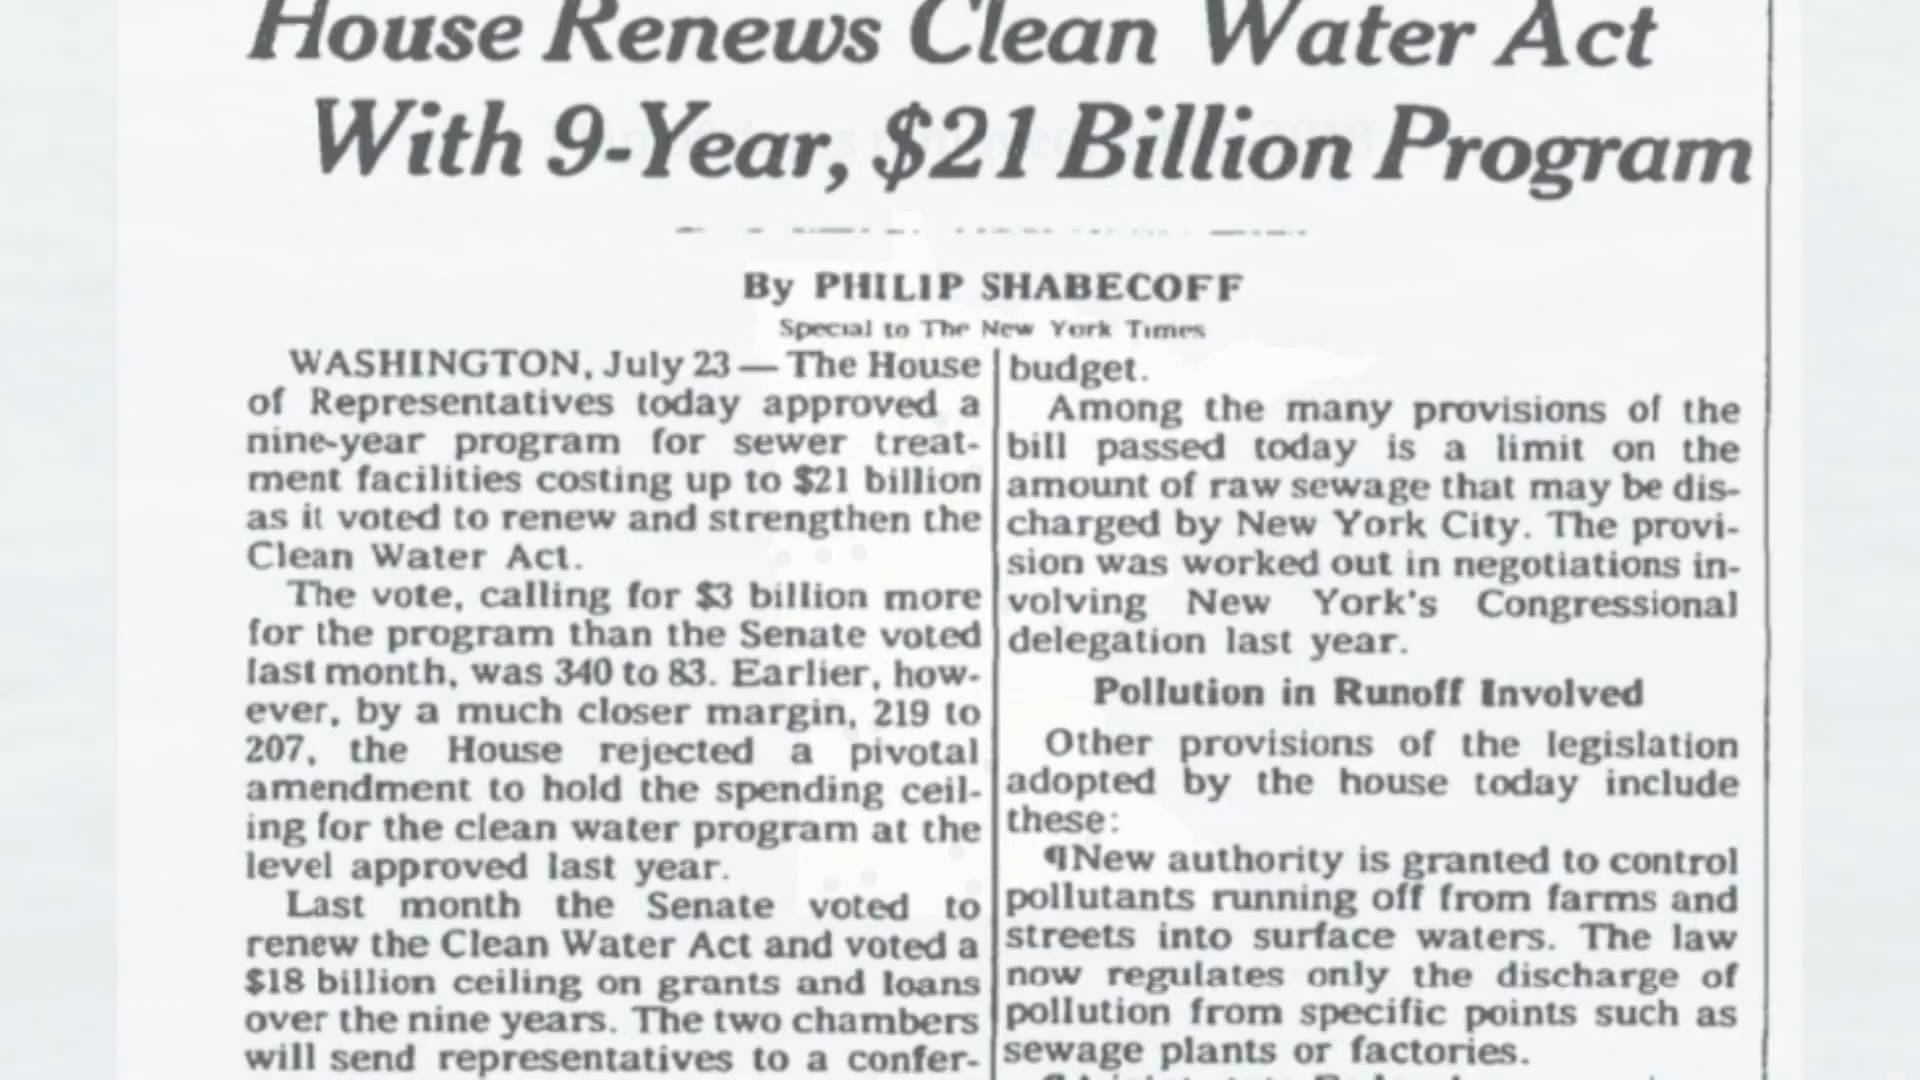 House Renews Clean Water Act
With 9-Year, $21 Billion Program
By PHILIP SHABECOFF
Special to The New York Times
WASHINGTON, July 23 — The House
of Representatives today approved a
nine-year program for sewer treat-
ment facilities costing up to $21 billion
as it voted to renew and strengthen the
Clean Water Act.
The vote, calling for $3 billion more
for the program than the Senate voted
last month, was 340 to 83. Earlier, how-
ever, by a much closer margin, 219 to
207, the House rejected a pivotal
amendment to hold the spending ceil-
ing for the clean water program at the
level approved last year.
Last month the Senate voted to
renew the Clean Water Act and voted a
$18 billion ceiling on grants and loans
over the nine years. The two chambers
will send representatives to a confer-
budget.
Among the many provisions of the
bill passed today is a limit on the
amount of raw sewage that may be dis-
charged by New York City. The provi-
sion was worked out in negotiations in-
volving New York's Congressional
delegation last year.
Pollution in Runoff Involved
Other provisions of the legislation
adopted by the house today include
these:
¶New authority is granted to control
pollutants running off from farms and
streets into surface waters. The law
now regulates only the discharge of
pollution from specific points such as
sewage plants or factories.